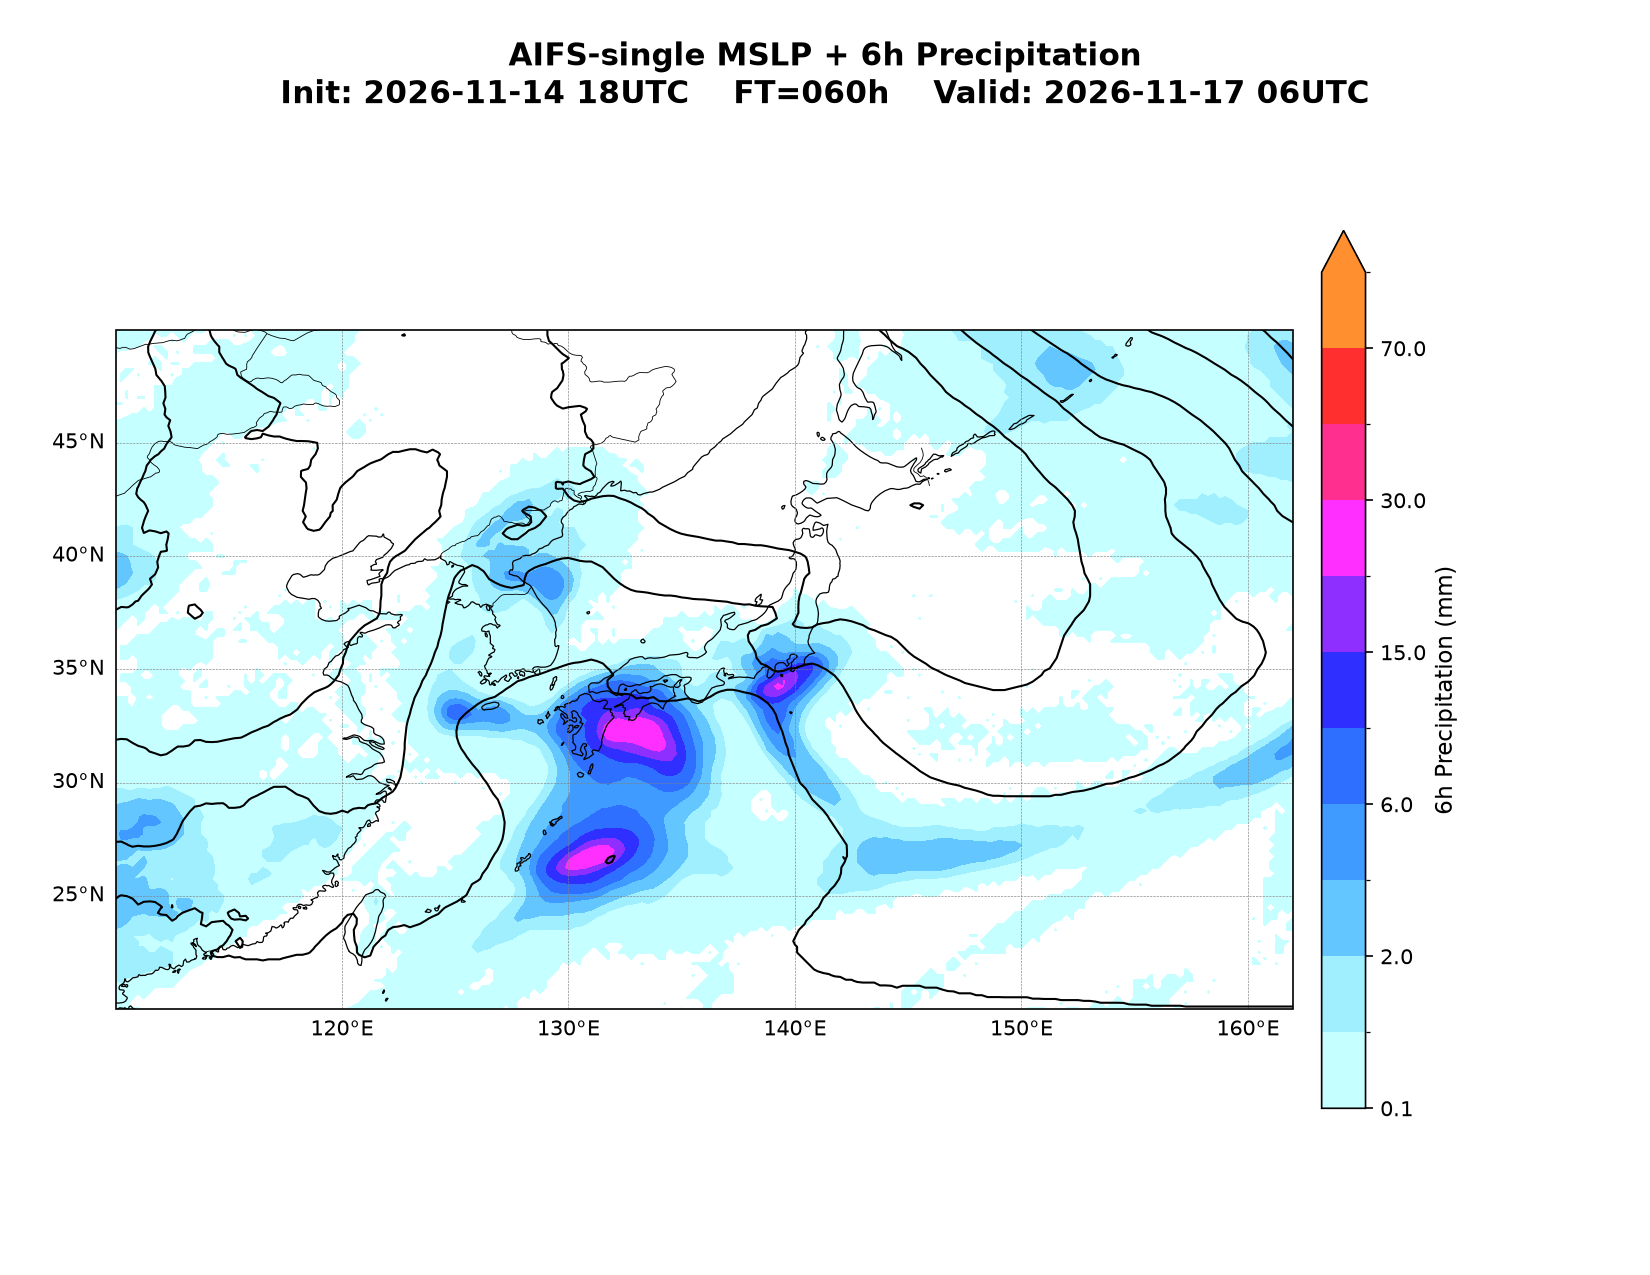 AIFS-single MSLP + 6h Precipitation
Init: 2026-11-14 18UTC    FT=060h    Valid: 2026-11-17 06UTC
70.0
30.0
15.0
6.0
2.0
0.1
6h Precipitation (mm)
45°N
40°N
35°N
30°N
25°N
120°E
130°E
140°E
150°E
160°E